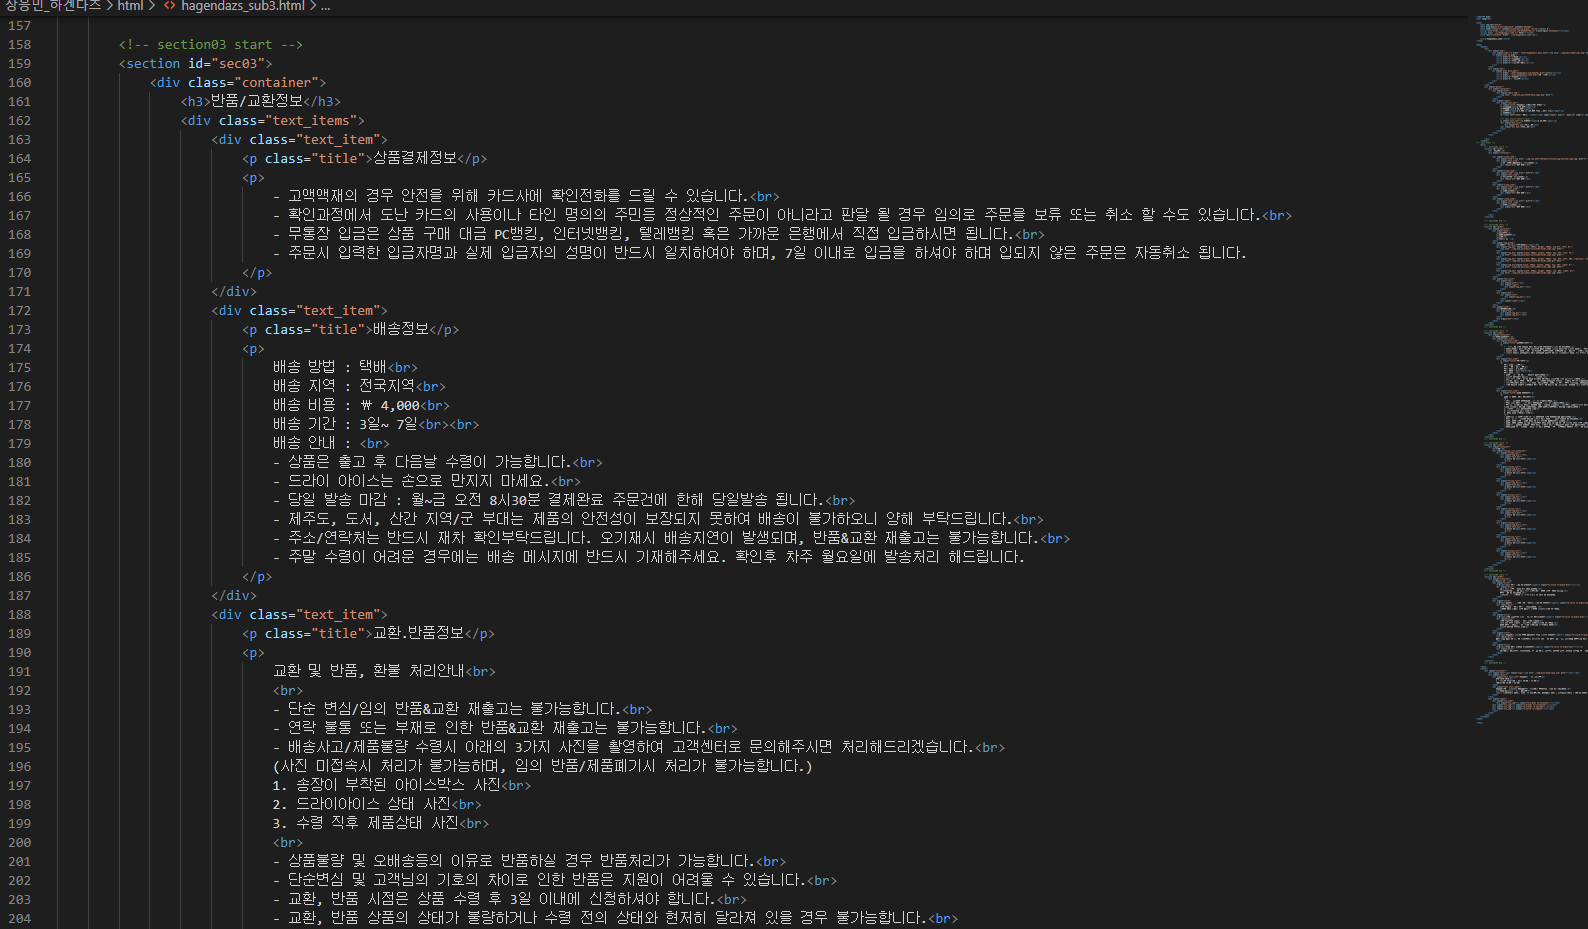 상응민_하겐다즈 > html > <> hagendazs_sub3.html > ...
157
158 <!-- section03 start -->
159 <section id="sec03">
160 <div class="container">
161 <h3>반품/교환정보</h3>
162 <div class="text_items">
163 <div class="text_item">
164 <p class="title">상품결제정보</p>
165 <p>
166 - 고액액재의 경우 안전을 위해 카드사에 확인전화를 드릴 수 있습니다.<br>
167 - 확인과정에서 도난 카드의 사용이나 타인 명의의 주민등 정상적인 주문이 아니라고 판달 될 경우 임의로 주문을 보류 또는 취소 할 수도 있습니다.<br>
168 - 무통장 입금은 상품 구매 대금 PC뱅킹, 인터넷뱅킹, 텔레뱅킹 혹은 가까운 은행에서 직접 입금하시면 됩니다.<br>
169 - 주문시 입력한 입금자명과 실제 입금자의 성명이 반드시 일치하여야 하며, 7일 이내로 입금을 하셔야 하며 입되지 않은 주문은 자동취소 됩니다.
170 </p>
171 </div>
172 <div class="text_item">
173 <p class="title">배송정보</p>
174 <p>
175 배송 방법 : 택배<br>
176 배송 지역 : 전국지역<br>
177 배송 비용 : ₩ 4,000<br>
178 배송 기간 : 3일~ 7일<br><br>
179 배송 안내 : <br>
180 - 상품은 출고 후 다음날 수령이 가능합니다.<br>
181 - 드라이 아이스는 손으로 만지지 마세요.<br>
182 - 당일 발송 마감 : 월~금 오전 8시30분 결제완료 주문건에 한해 당일발송 됩니다.<br>
183 - 제주도, 도서, 산간 지역/군 부대는 제품의 안전성이 보장되지 못하여 배송이 불가하오니 양해 부탁드립니다.<br>
184 - 주소/연락처는 반드시 재차 확인부탁드립니다. 오기재시 배송지연이 발생되며, 반품&교환 재출고는 불가능합니다.<br>
185 - 주말 수령이 어려운 경우에는 배송 메시지에 반드시 기재해주세요. 확인후 차주 월요일에 발송처리 해드립니다.
186 </p>
187 </div>
188 <div class="text_item">
189 <p class="title">교환.반품정보</p>
190 <p>
191 교환 및 반품, 환불 처리안내<br>
192 <br>
193 - 단순 변심/임의 반품&교환 재출고는 불가능합니다.<br>
194 - 연락 불통 또는 부재로 인한 반품&교환 재출고는 불가능합니다.<br>
195 - 배송사고/제품불량 수령시 아래의 3가지 사진을 촬영하여 고객센터로 문의해주시면 처리해드리겠습니다.<br>
196 (사진 미접속시 처리가 불가능하며, 임의 반품/제품폐기시 처리가 불가능합니다.)
197 1. 송장이 부착된 아이스박스 사진<br>
198 2. 드라이아이스 상태 사진<br>
199 3. 수령 직후 제품상태 사진<br>
200 <br>
201 - 상품불량 및 오배송등의 이유로 반품하실 경우 반품처리가 가능합니다.<br>
202 - 단순변심 및 고객님의 기호의 차이로 인한 반품은 지원이 어려울 수 있습니다.<br>
203 - 교환, 반품 시점은 상품 수령 후 3일 이내에 신청하셔야 합니다.<br>
204 - 교환, 반품 상품의 상태가 불량하거나 수령 전의 상태와 현저히 달라져 있을 경우 불가능합니다.<br>